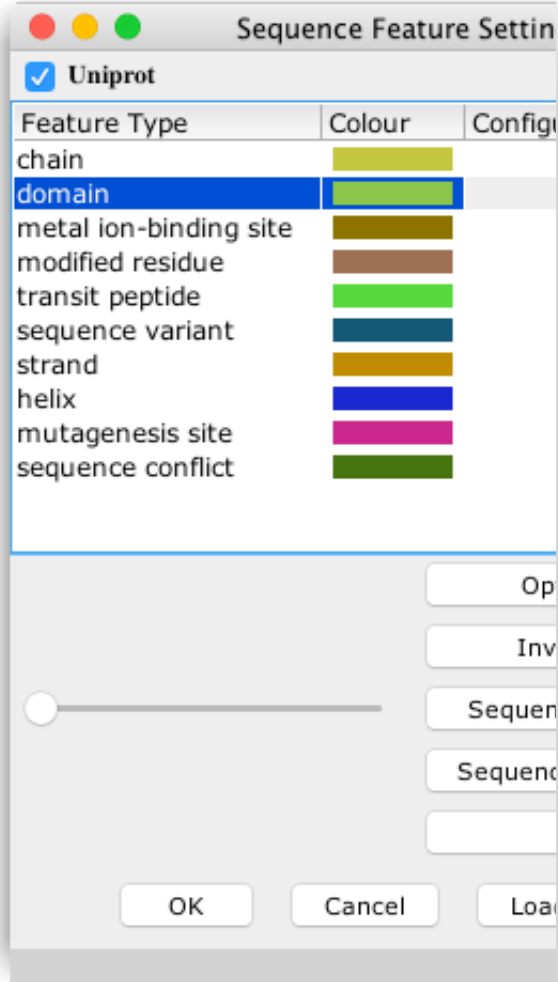 Sequence Feature Settin
Uniprot
Feature Type Colour Config
chain
domain
metal ion-binding site
modified residue
transit peptide
sequence variant
strand
helix
mutagenesis site
sequence conflict
Op
Inv
Sequen
Sequenc
OK Cancel Loa